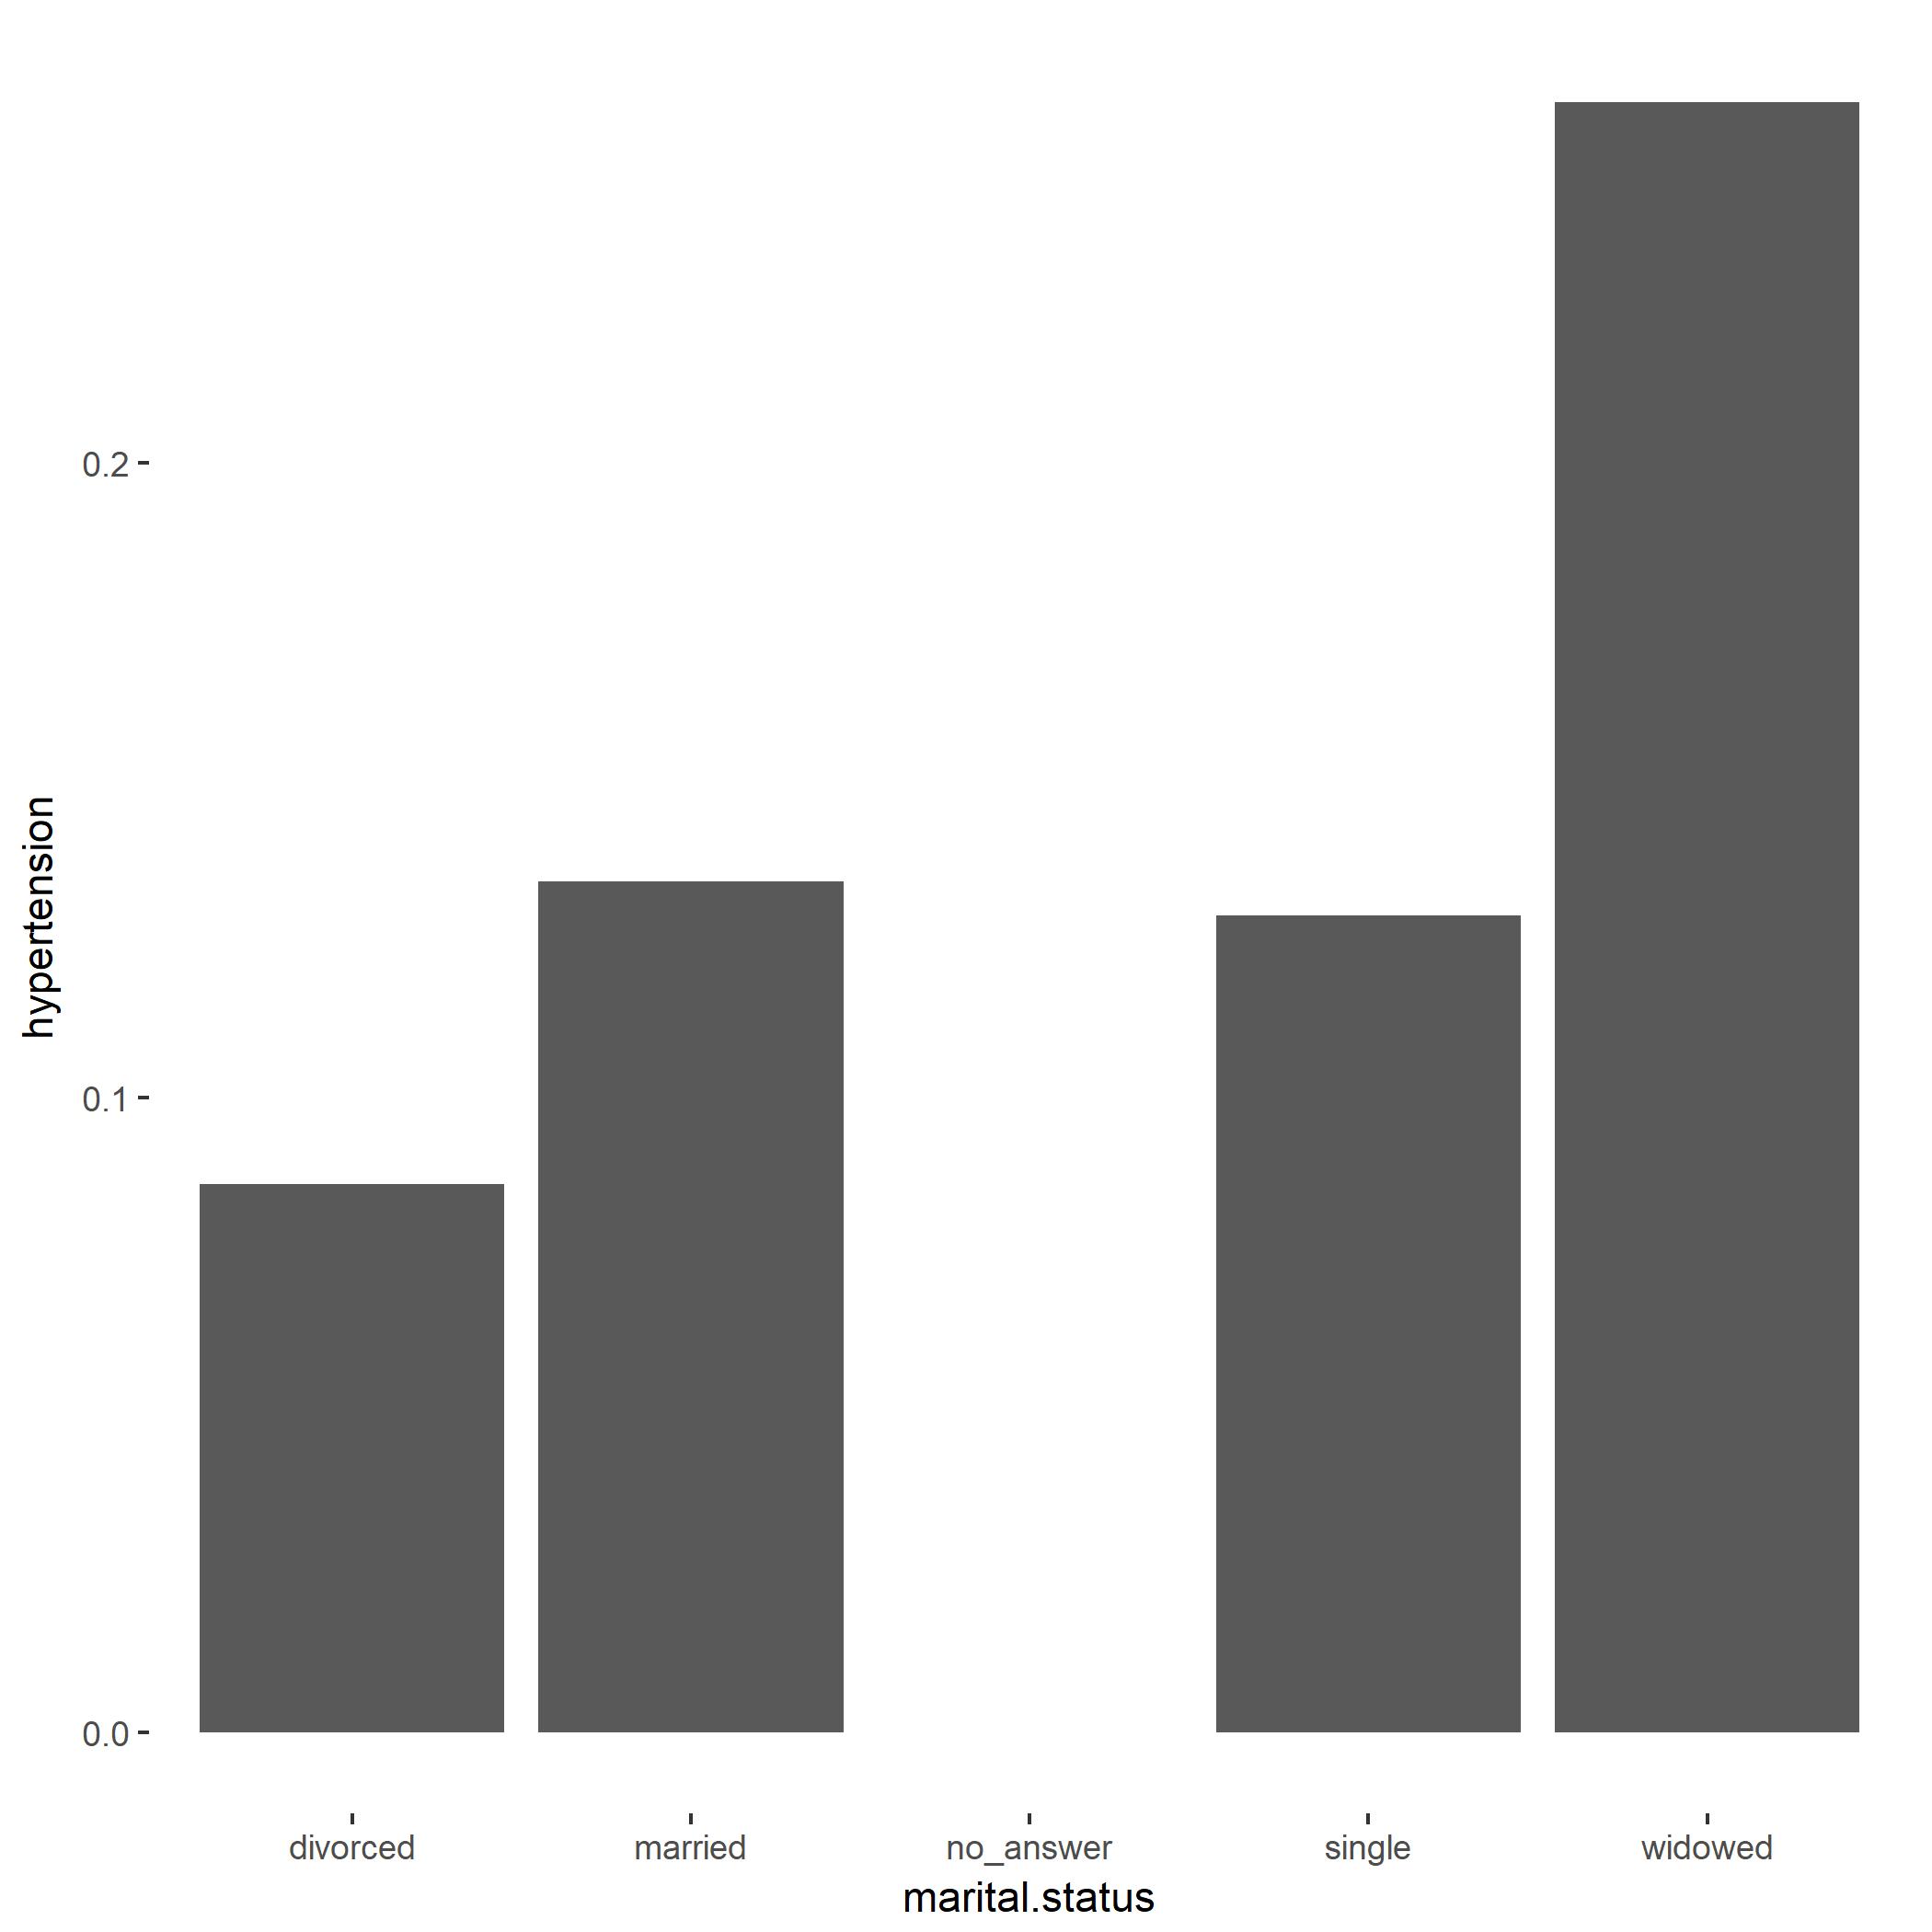 hypertension
0.2
0.1
0.0
divorced married no_answer single widowed
marital.status